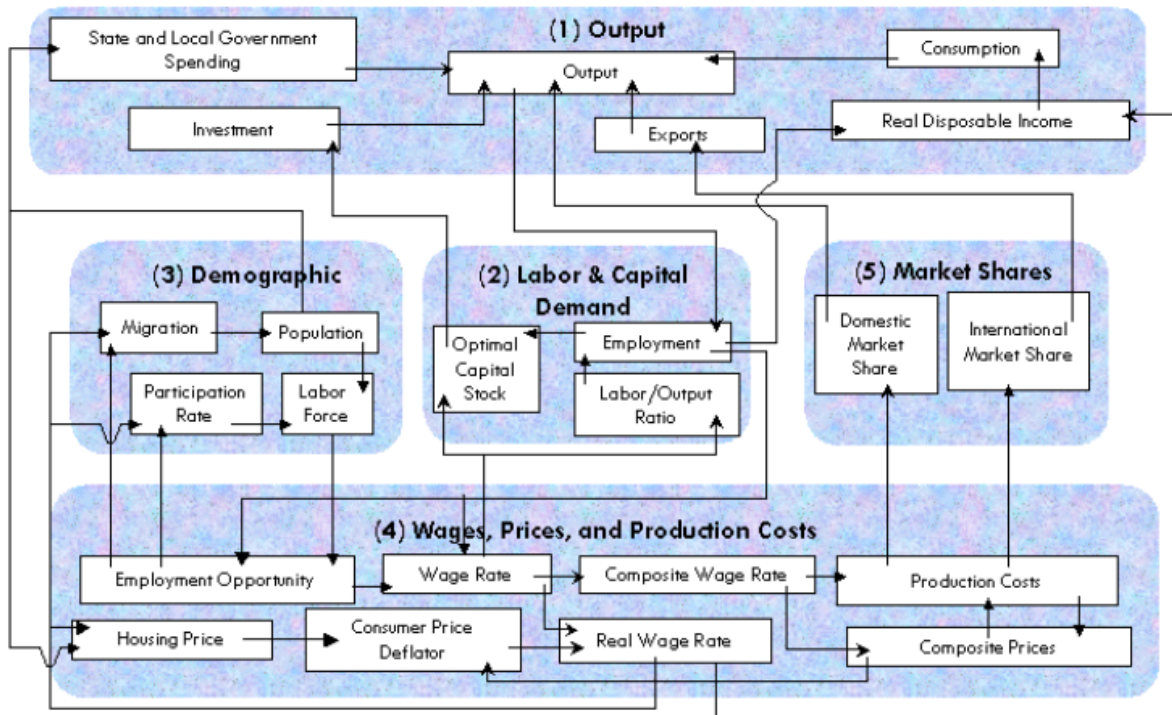 (1) Output
State and Local Government
Spending
Output
Consumption
Investment
Exports
Real Disposable Income
(3) Demographic
Migration
Population
Participation
Rate
Labor
Force
(2) Labor & Capital
Demand
Optimal
Capital
Stock
Employment
Labor/Output
Ratio
(5) Market Shares
Domestic
Market
Share
International
Market Share
(4) Wages, Prices, and Production Costs
Employment Opportunity
Wage Rate
Composite Wage Rate
Production Costs
Housing Price
Consumer Price
Deflator
Real Wage Rate
Composite Prices